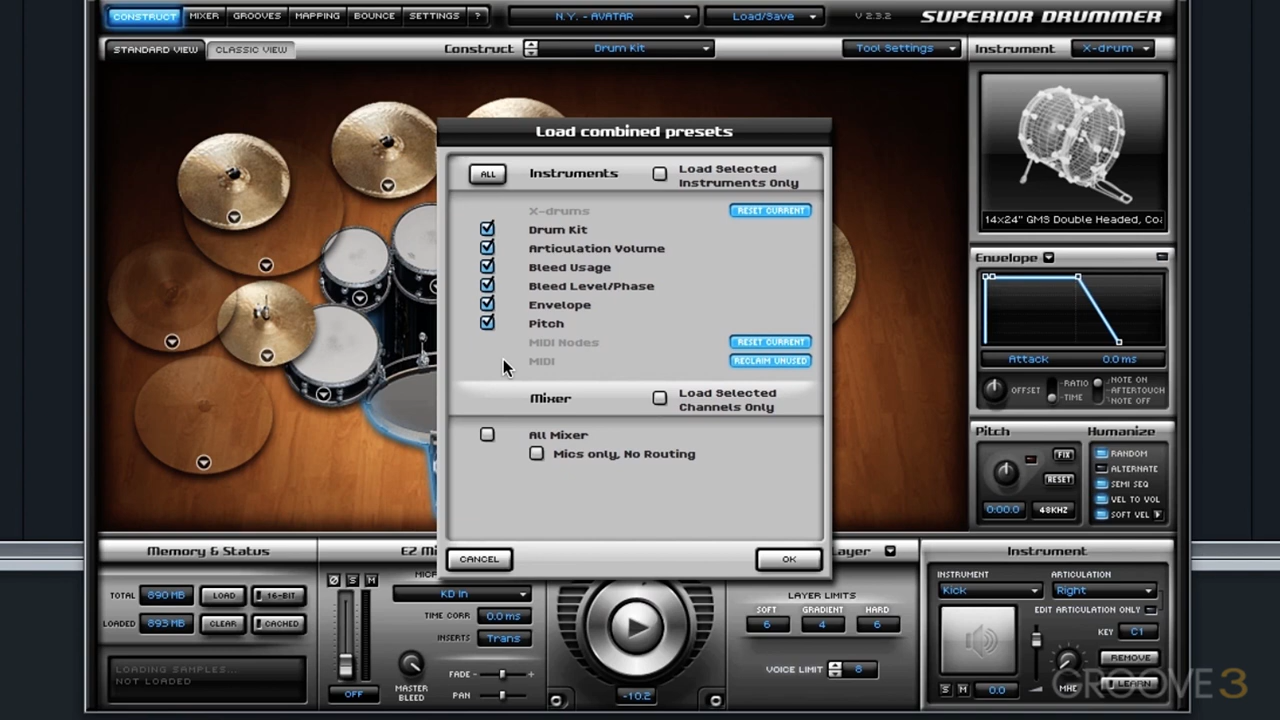 CONSTRUCT MIXER GROOVES MAPPING BOUNCE SETTINGS ? N.Y. - AVATAR Load/Save V 2.3.2 SUPERIOR DRUMMER
STANDARD VIEW CLASSIC VIEW Construct Drum Kit Tool Settings Instrument X-drum
Load combined presets
ALL Instruments Load Selected
Instruments Only
X-drums RESET CURRENT
Drum Kit
Articulation Volume
Bleed Usage
Bleed Level/Phase
Envelope
Pitch
MIDI Nodes RESET CURRENT
MIDI RECLAIM UNUSED
Mixer Load Selected
Channels Only
All Mixer
Mics only, No Routing
CANCEL OK
14x24" GMS Double Headed, Coa
Envelope
Attack 0.0 ms
OFFSET RATIO TIME NOTE ON
AFTERTOUCH
NOTE OFF
Pitch Humanize
FIX RANDOM
ALTERNATE
RESET SEMI SEQ
VEL TO VOL
00:00.0 48KHZ SOFT VEL
Memory & Status
TOTAL 890 MB LOAD 16-BIT
LOADED 893 MB CLEAR CACHED
LOADING SAMPLES...
NOT LOADED
EZ Mi
S M
KD In
TIME CORR 0.0 ms
INSERTS Trans
FADE - +
OFF MASTER
BLEED PAN
-10.2
ayer
LAYER LIMITS
SOFT GRADIENT HARD
6 4 6
VOICE LIMIT 8
Instrument
INSTRUMENT ARTICULATION
Kick Right
EDIT ARTICULATION ONLY
KEY C1
REMOVE
LEARN
S M 0.0
GROOVE 3